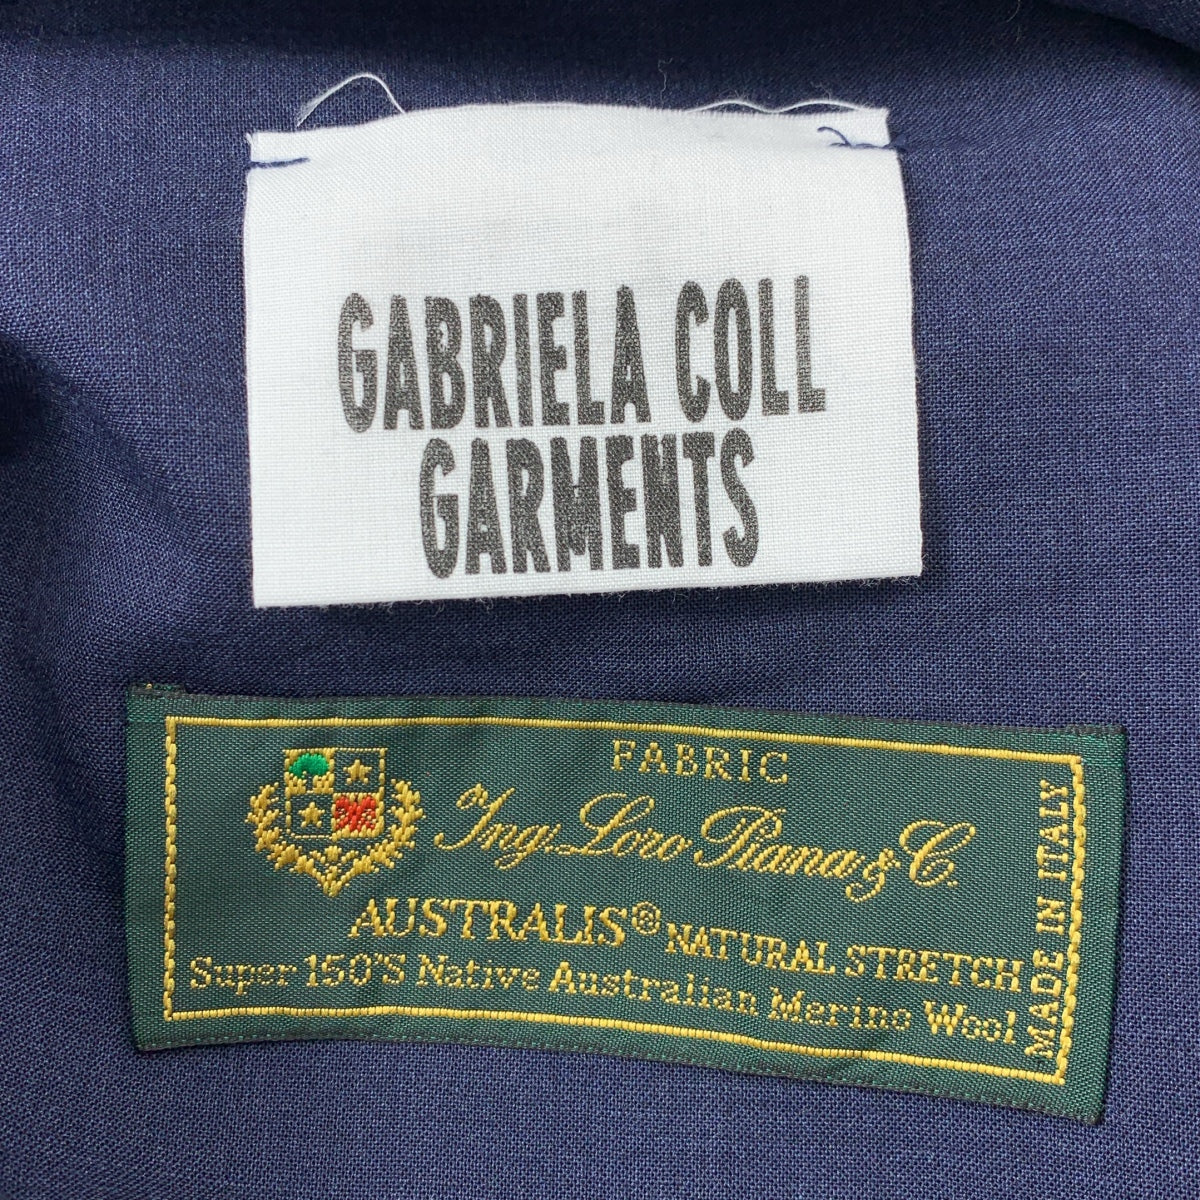 GABRIELA COLL
GARMENTS
FABRIC
Ing. Loro Piana & C.
AUSTRALIS® NATURAL STRETCH
Super 150'S Native Australian Merino Wool
MADE IN ITALY